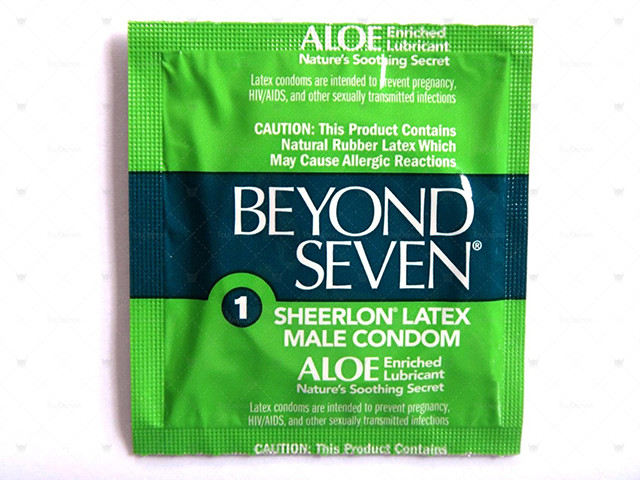 ALOE Enriched Lubricant
Nature's Soothing Secret
Latex condoms are intended to prevent pregnancy,
HIV/AIDS, and other sexually transmitted infections
CAUTION: This Product Contains
Natural Rubber Latex Which
May Cause Allergic Reactions
BEYOND
SEVEN®
1
SHEERLON® LATEX
MALE CONDOM
ALOE Enriched Lubricant
Nature's Soothing Secret
Latex condoms are intended to prevent pregnancy,
HIV/AIDS, and other sexually transmitted infections
CAUTION: This Product Contains